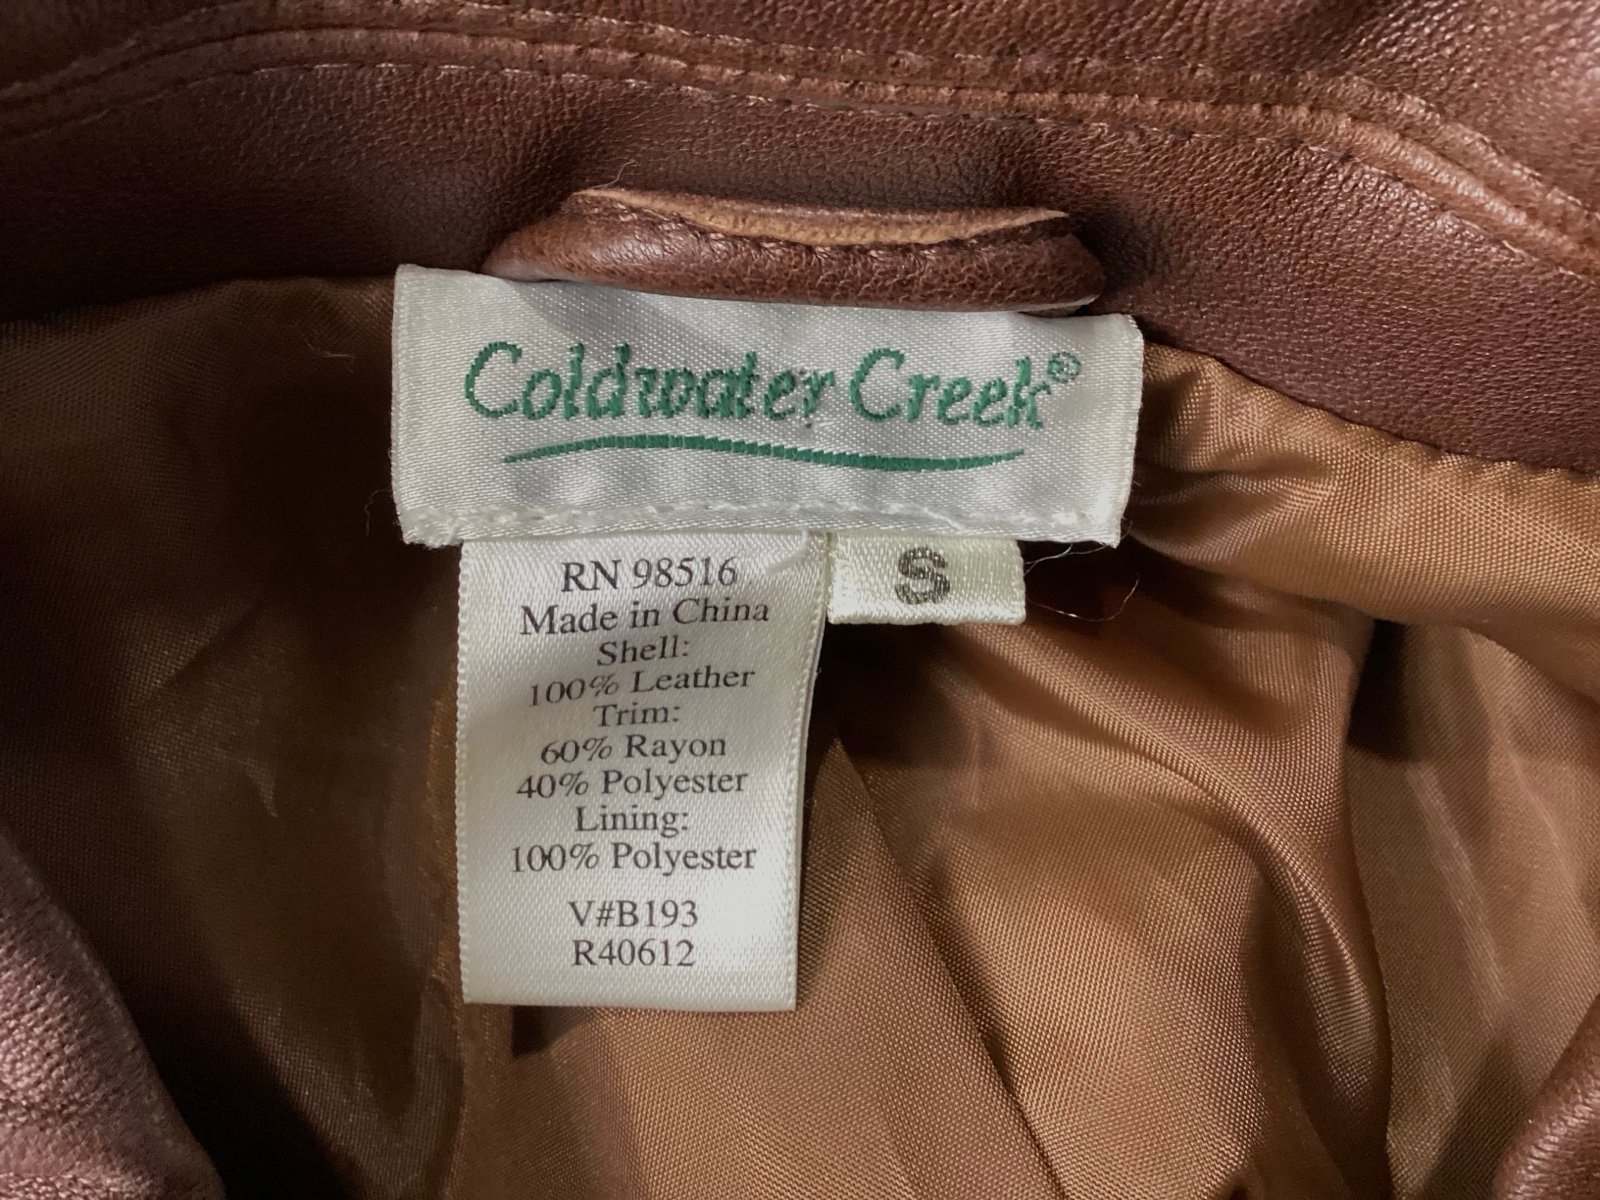 Coldwater Creek®
S
RN 98516
Made in China
Shell:
100% Leather
Trim:
60% Rayon
40% Polyester
Lining:
100% Polyester
V#B193
R40612